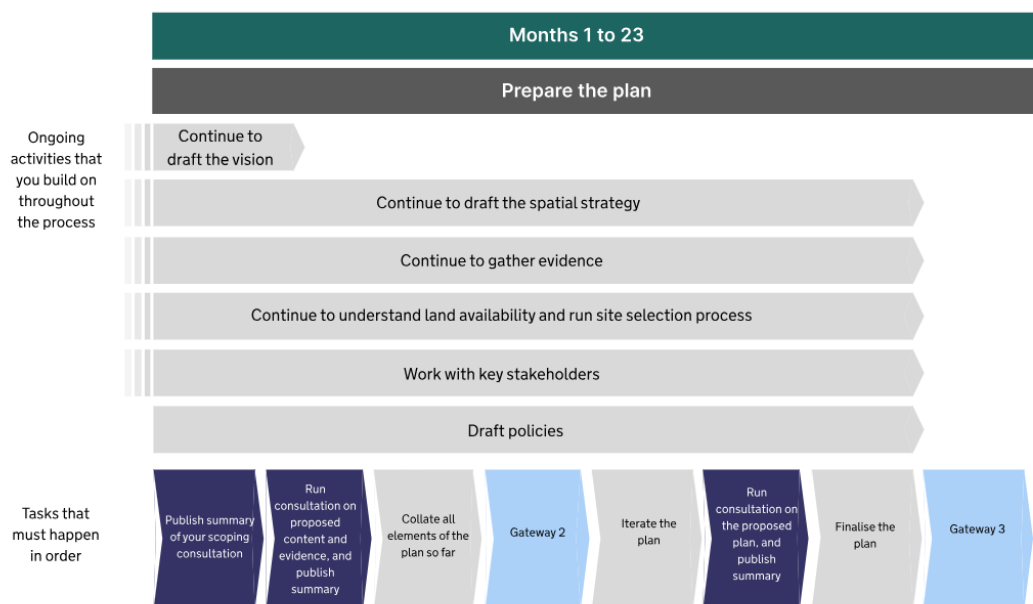 Months 1 to 23
Prepare the plan
Ongoing
activities that
you build on
throughout
the process
Continue to
draft the vision
Continue to draft the spatial strategy
Continue to gather evidence
Continue to understand land availability and run site selection process
Work with key stakeholders
Draft policies
Tasks that
must happen
in order
Publish summary
of your scoping
consultation
Run
consultation on
proposed
content and
evidence, and
publish
summary
Collate all
elements of the
plan so far
Gateway 2
Iterate the
plan
Run
consultation on
the proposed
plan, and
publish
summary
Finalise the
plan
Gateway 3